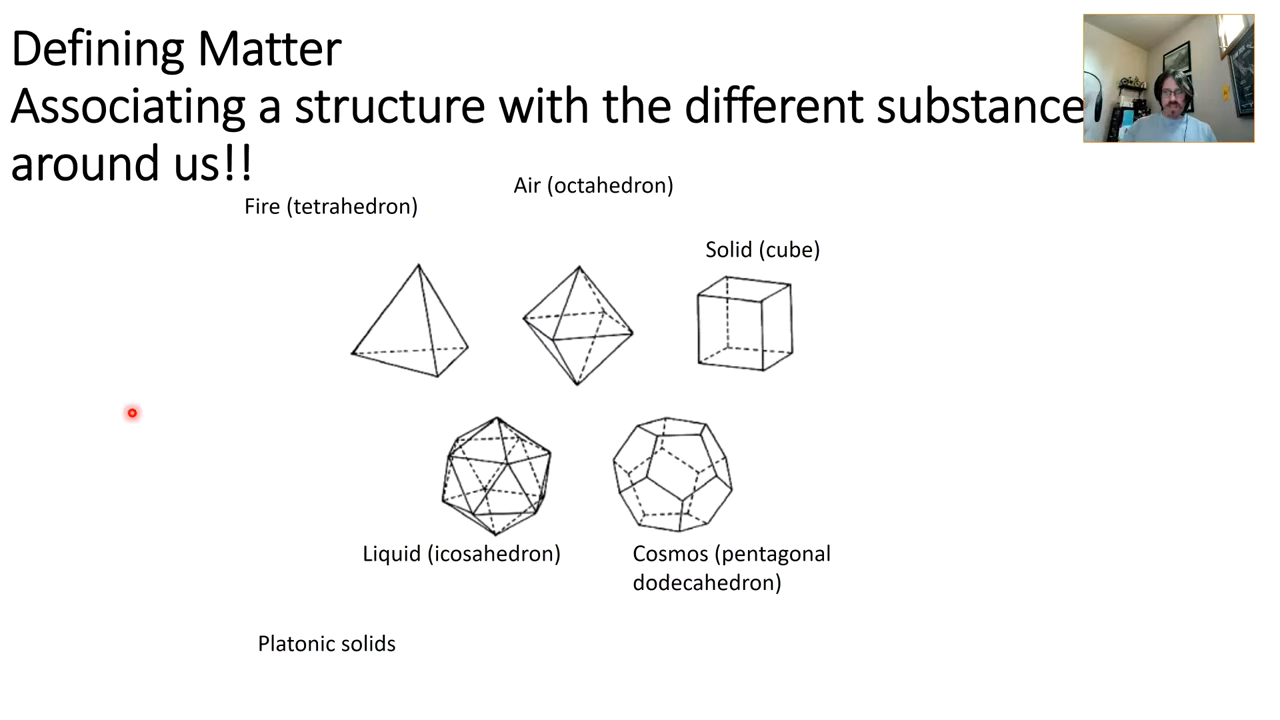 Defining Matter
Associating a structure with the different substance
around us!!
Air (octahedron)
Fire (tetrahedron)
Solid (cube)
Liquid (icosahedron)
Cosmos (pentagonal
dodecahedron)
Platonic solids